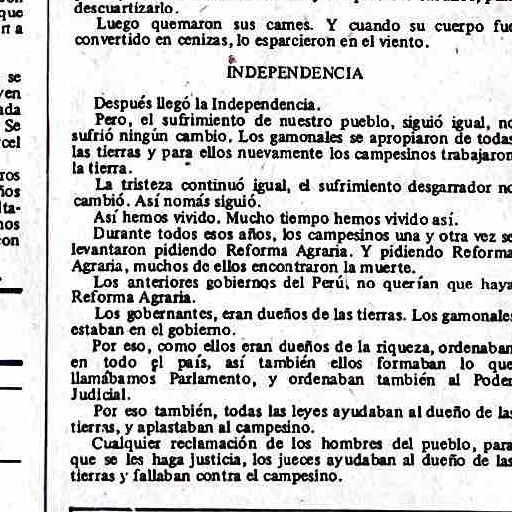 que
n a
se
yen
ada
Se
rcel
ros
ños
lta-
nos
con
descuartizarlo.
Luego quemaron sus carnes. Y cuando su cuerpo fue
convertido en cenizas, lo esparcieron en el viento.
INDEPENDENCIA
Después llegó la Independencia.
Pero, el sufrimiento de nuestro pueblo, siguió igual, no
sufrió ningún cambio. Los gamonales se apropiaron de todas
las tierras y para ellos nuevamente los campesinos trabajaron
la tierra.
La tristeza continuó igual, el sufrimiento desgarrador no
cambió. Así nomás siguió.
Así hemos vivido. Mucho tiempo hemos vivido así.
Durante todos esos años, los campesinos una y otra vez se
levantaron pidiendo Reforma Agraria. Y pidiendo Reforma
Agraria, muchos de ellos encontraron la muerte.
Los anteriores gobiernos del Perú, no querían que haya
Reforma Agraria.
Los gobernantes, eran dueños de las tierras. Los gamonales
estaban en el gobierno.
Por eso, como ellos eran dueños de la riqueza, ordenaban
en todo el país, así también ellos formaban lo que
llamábamos Parlamento, y ordenaban también al Poder
Judicial.
Por eso también, todas las leyes ayudaban al dueño de las
tierras, y aplastaban al campesino.
Cualquier reclamación de los hombres del pueblo, para
que se les haga justicia, los jueces ayudaban al dueño de las
tierras y fallaban contra el campesino.